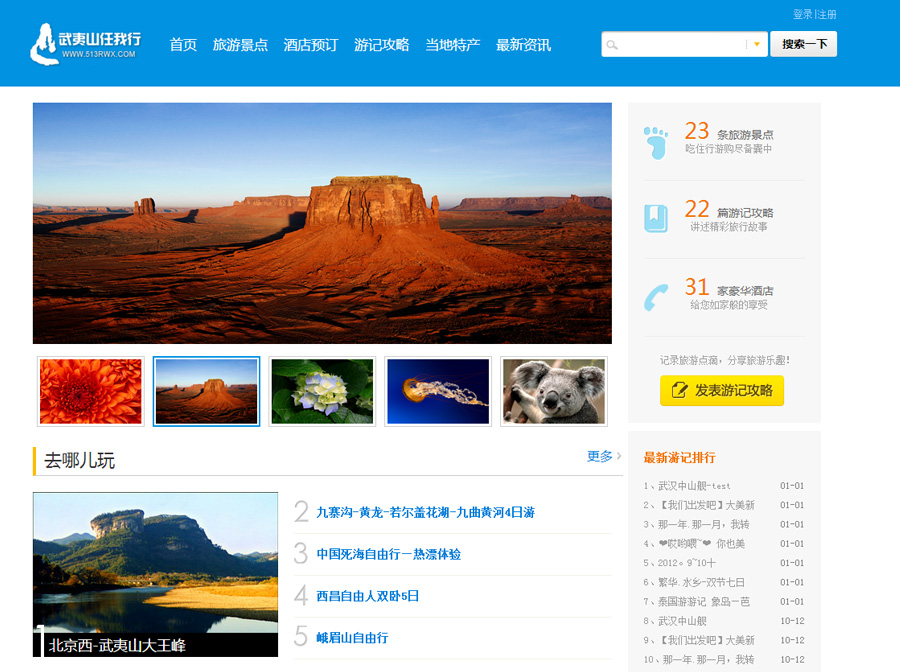 登录|注册
武夷山任我行
WWW.513RWX.COM
首页 旅游景点 酒店预订 游记攻略 当地特产 最新资讯
搜索一下
23 条旅游景点
吃住行游购尽备囊中
22 篇游记攻略
讲述精彩旅行故事
31 家豪华酒店
给您如家般的享受
记录旅游点滴，分享旅游乐趣!
发表游记攻略
去哪儿玩
更多 >
1 北京西-武夷山大王峰
2 九寨沟-黄龙-若尔盖花湖-九曲黄河4日游
3 中国死海自由行－热漂体验
4 西昌自由人双卧5日
5 峨眉山自由行
最新游记排行
1、武汉中山舰-test 01-01
2、【我们出发吧】大美新 01-01
3、那一年.那一月，我转 01-01
4、❤哎哟喂~❤ 你也美 01-01
5、2012。9~10十 01-01
6、繁华.水乡-双节七日 01-01
7、泰国游游记 象岛－芭 01-01
8、武汉中山舰 10-12
9、【我们出发吧】大美新 10-12
10、那一年.那一月，我转 10-12